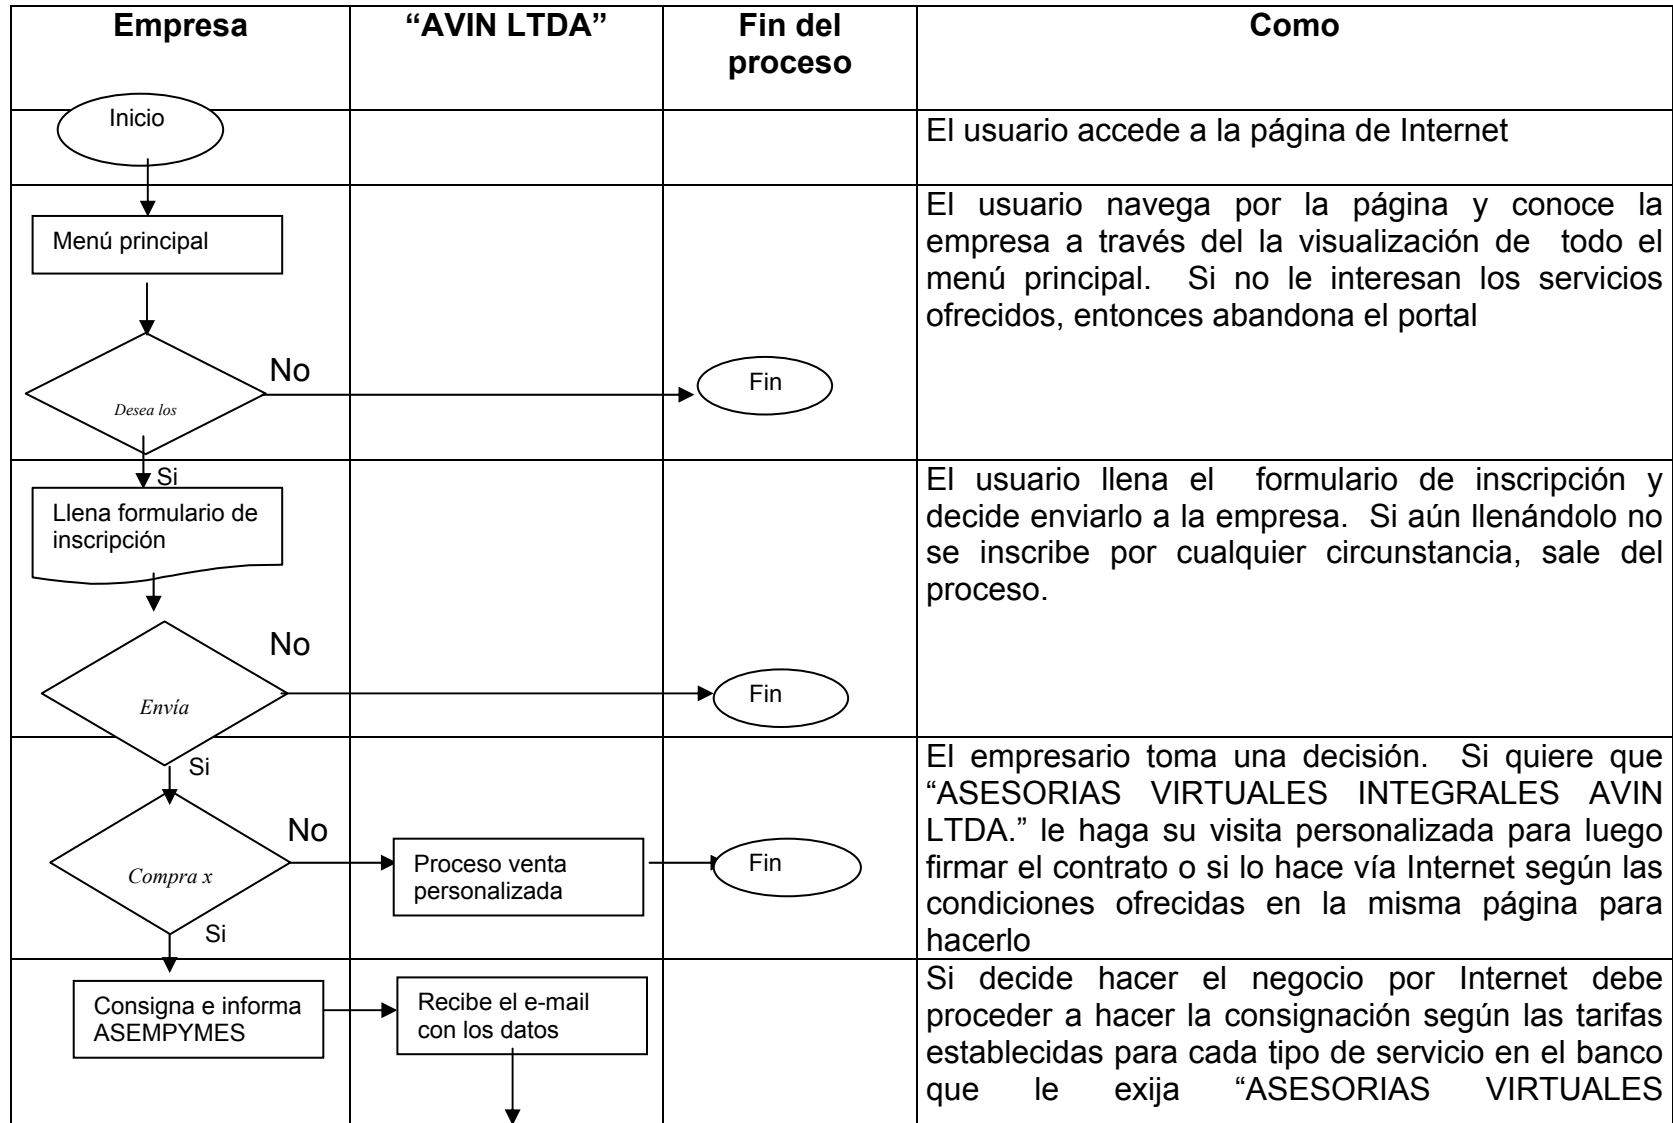 Empresa
“AVIN LTDA”
Fin del
proceso
Como
Inicio
El usuario accede a la página de Internet
Menú principal
El usuario navega por la página y conoce la
empresa a través del la visualización de todo el
menú principal. Si no le interesan los servicios
ofrecidos, entonces abandona el portal
No
Fin
Desea los
Si
Llena formulario de
inscripción
El usuario llena el formulario de inscripción y
decide enviarlo a la empresa. Si aún llenándolo no
se inscribe por cualquier circunstancia, sale del
proceso.
No
Fin
Envía
Si
El empresario toma una decisión. Si quiere que
“ASESORIAS VIRTUALES INTEGRALES AVIN
LTDA.” le haga su visita personalizada para luego
firmar el contrato o si lo hace vía Internet según las
condiciones ofrecidas en la misma página para
hacerlo
No
Compra x
Proceso venta
personalizada
Fin
Si
Consigna e informa
ASEMPYMES
Recibe el e-mail
con los datos
Si decide hacer el negocio por Internet debe
proceder a hacer la consignación según las tarifas
establecidas para cada tipo de servicio en el banco
que le exija “ASESORIAS VIRTUALES